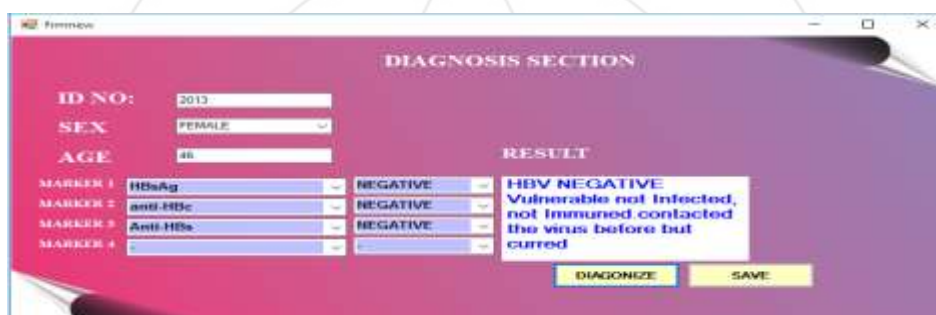 frmnew
DIAGNOSIS SECTION
ID NO: 2013
SEX FEMALE
AGE 46
RESULT
MARKER 1 HBsAg NEGATIVE
MARKER 2 anti-HBc NEGATIVE
MARKER 3 Anti-HBs NEGATIVE
MARKER 4 - -
HBV NEGATIVE
Vulnerable not Infected,
not Immuned.contacted
the virus before but
curred
DIAGONIZE SAVE